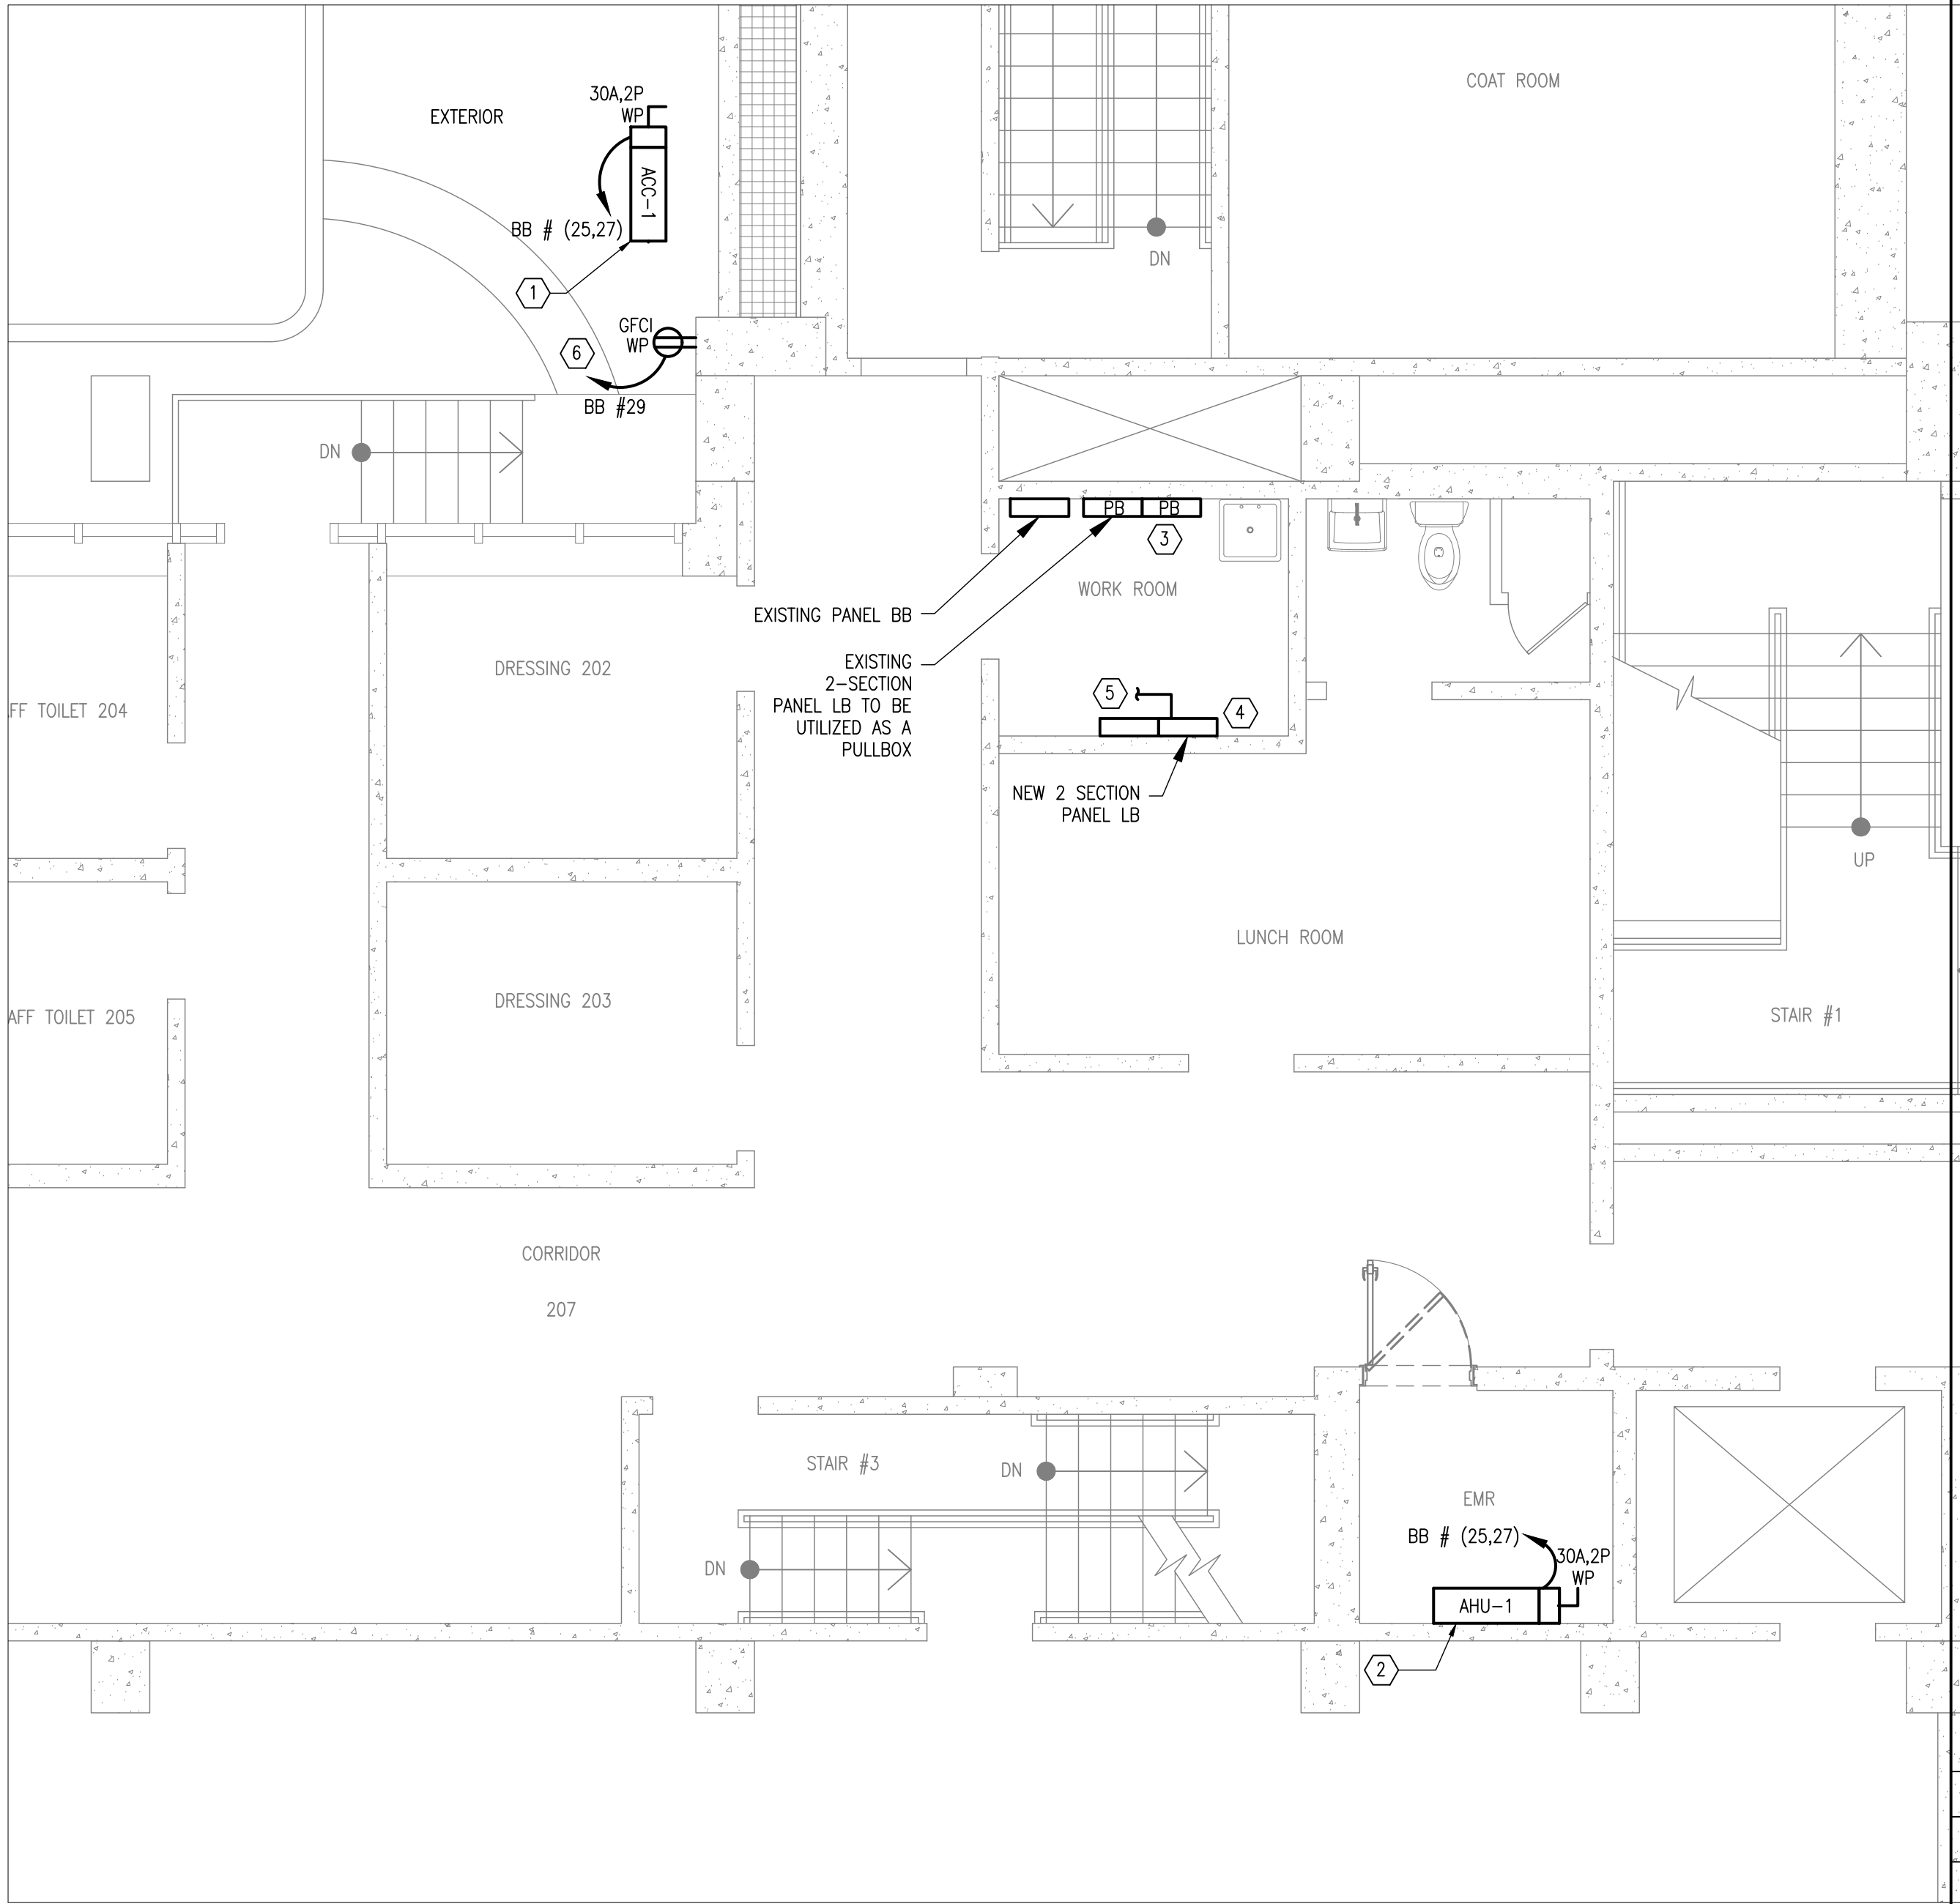 COAT ROOM
30A,2P
WP
EXTERIOR
ACC-1
BB # (25,27)
1
DN
GFCI
WP
6
BB #29
DN
PB
PB
3
WORK ROOM
EXISTING PANEL BB
EXISTING
2-SECTION
PANEL LB TO BE
UTILIZED AS A
PULLBOX
DRESSING 202
FF TOILET 204
5
4
NEW 2 SECTION
PANEL LB
UP
LUNCH ROOM
DRESSING 203
AFF TOILET 205
STAIR #1
CORRIDOR
207
STAIR #3
DN
EMR
BB # (25,27)
30A,2P
WP
DN
AHU-1
2